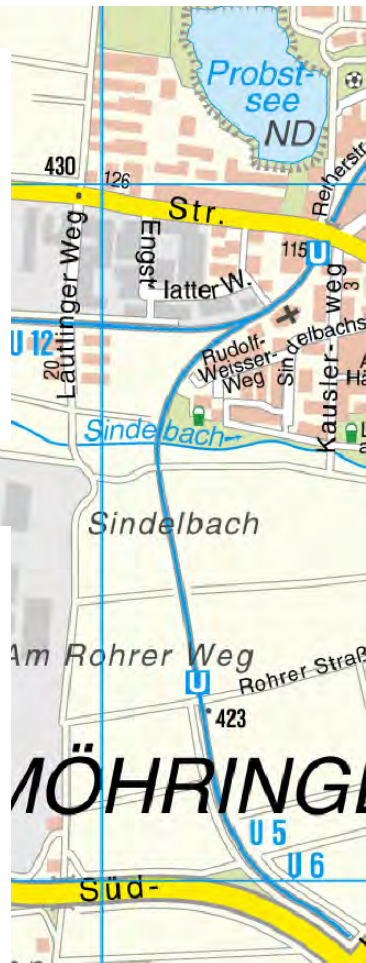 Probst-
see
ND
430
126
Str.
Reiherstr.
Lautlinger Weg
Engst-
latter W.
115
U
3
U 12
20
Rudolf-
Weisser-
Weg
Sindelbachs
Kausler- weg
Sindelbach
Sindelbach
Am Rohrer Weg
U
Rohrer Straß
423
MÖHRINGE
U 5
U 6
Süd-